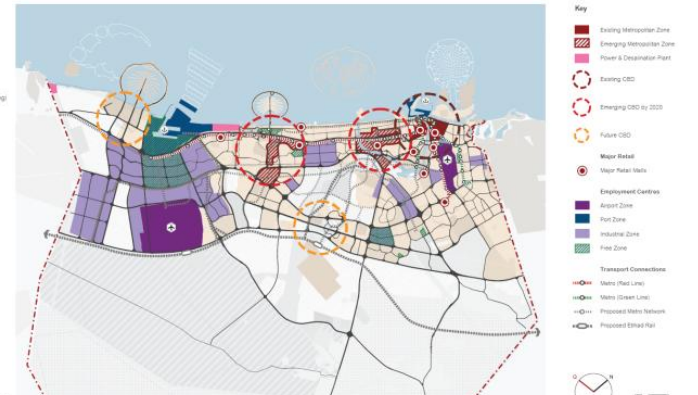 Key
Existing Metropolitan Zone
Emerging Metropolitan Zone
Power & Desalination Plant
Existing CBD
Emerging CBD by 2020
Future CBD
Major Retail
Major Retail Malls
Employment Centres
Airport Zone
Port Zone
Industrial Zone
Free Zone
Transport Connections
Metro (Red Line)
Metro (Green Line)
Proposed Metro Network
Proposed Etihad Rail
N